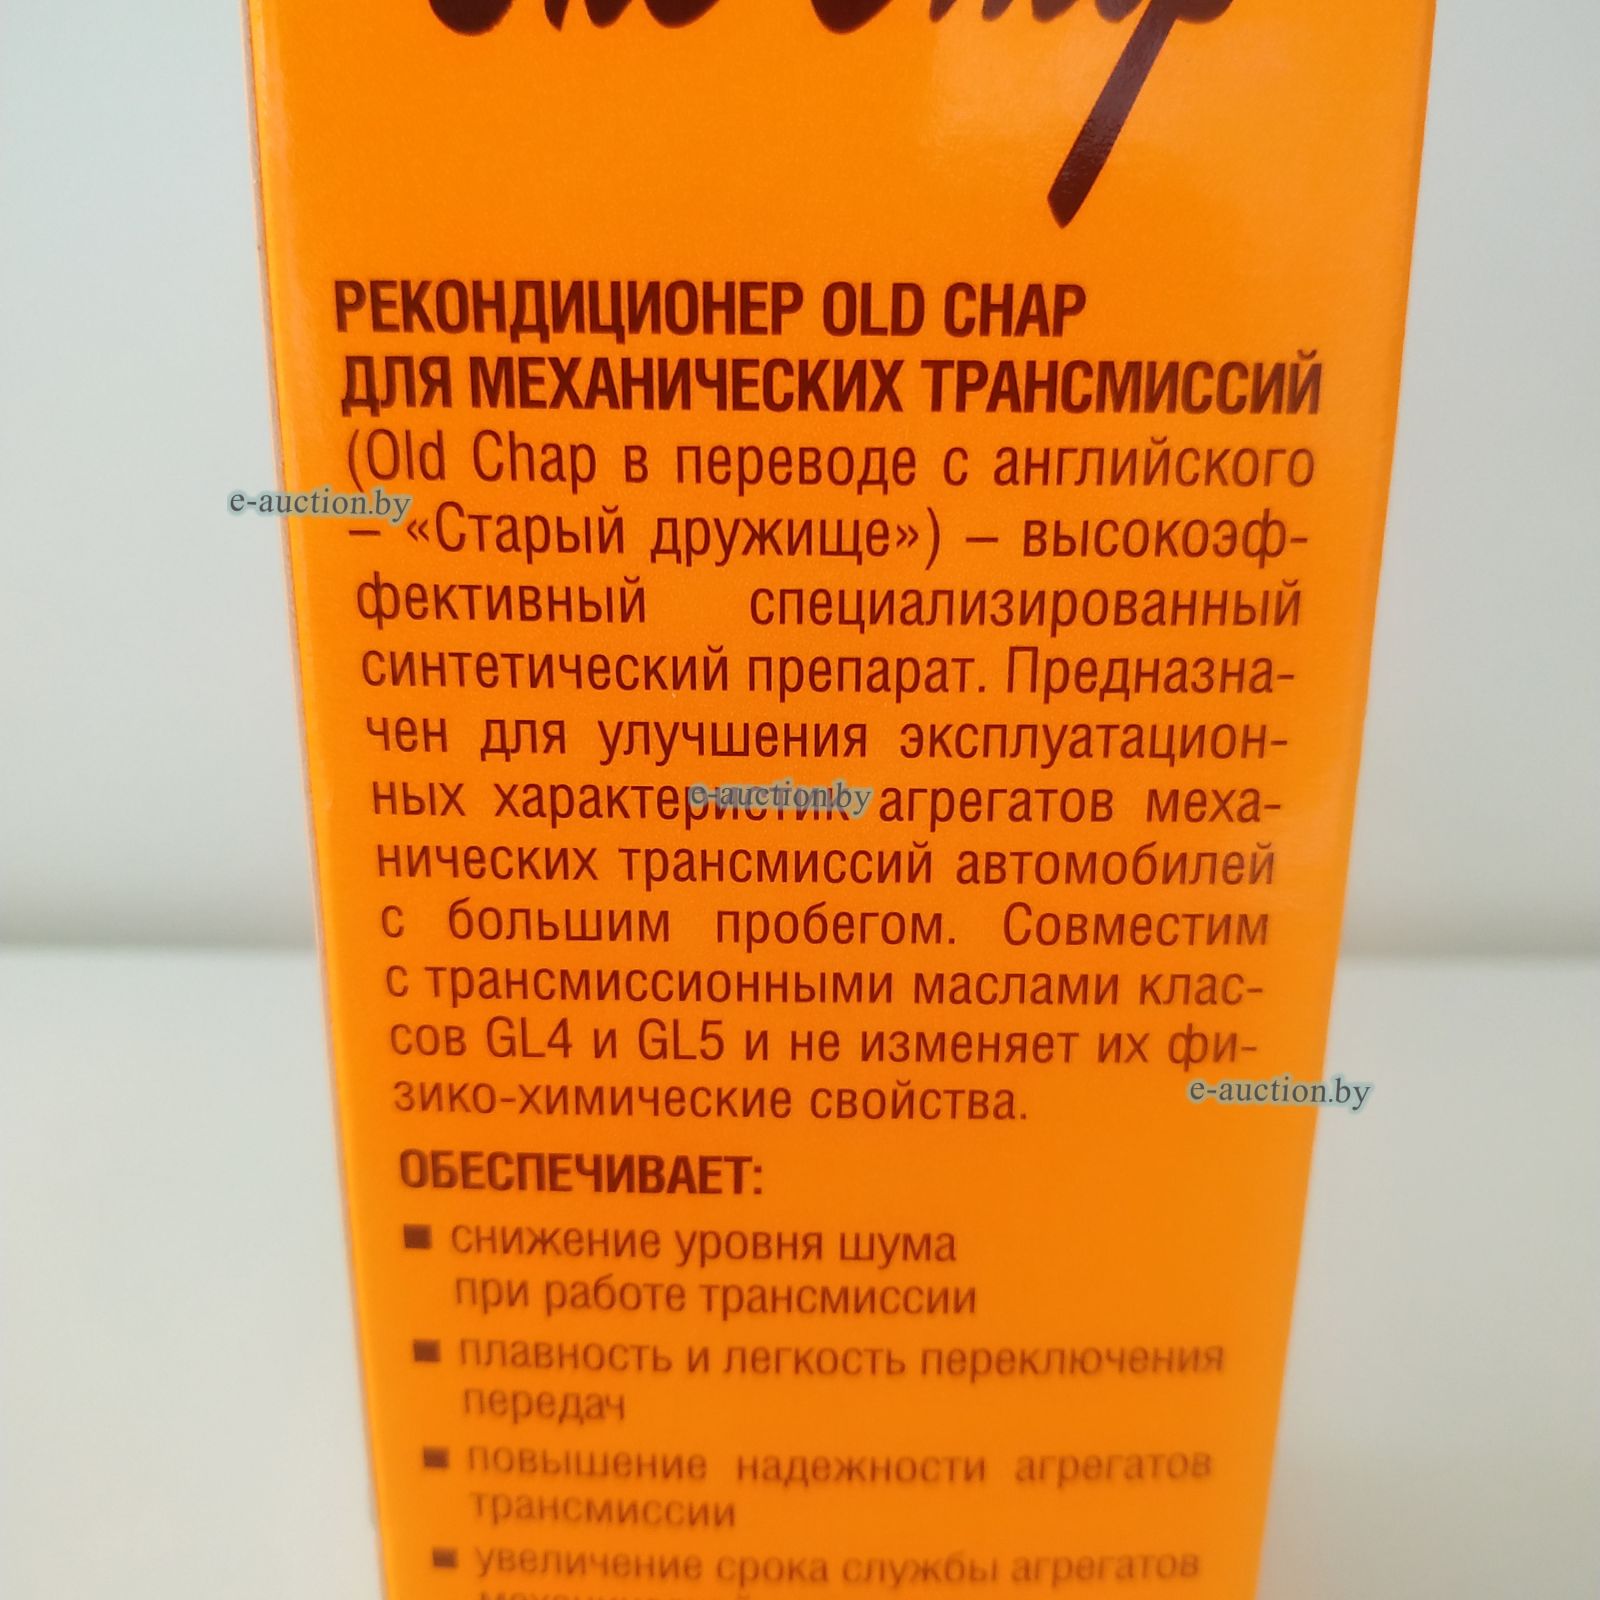 Old Chap
РЕКОНДИЦИОНЕР OLD CHAP
ДЛЯ МЕХАНИЧЕСКИХ ТРАНСМИССИЙ
(Old Chap в переводе с английского
e-auction.by
– «Старый дружище») – высокоэф-
фективный специализированный
синтетический препарат. Предназна-
чен для улучшения эксплуатацион-
ных характеристик агрегатов меха-
e-auction.by
нических трансмиссий автомобилей
с большим пробегом. Совместим
с трансмиссионными маслами клас-
сов GL4 и GL5 и не изменяет их фи-
зико-химические свойства.
e-auction.by
ОБЕСПЕЧИВАЕТ:
■ снижение уровня шума
при работе трансмиссии
■ плавность и легкость переключения
передач
■ повышение надежности агрегатов
трансмиссии
■ увеличение срока службы агрегатов